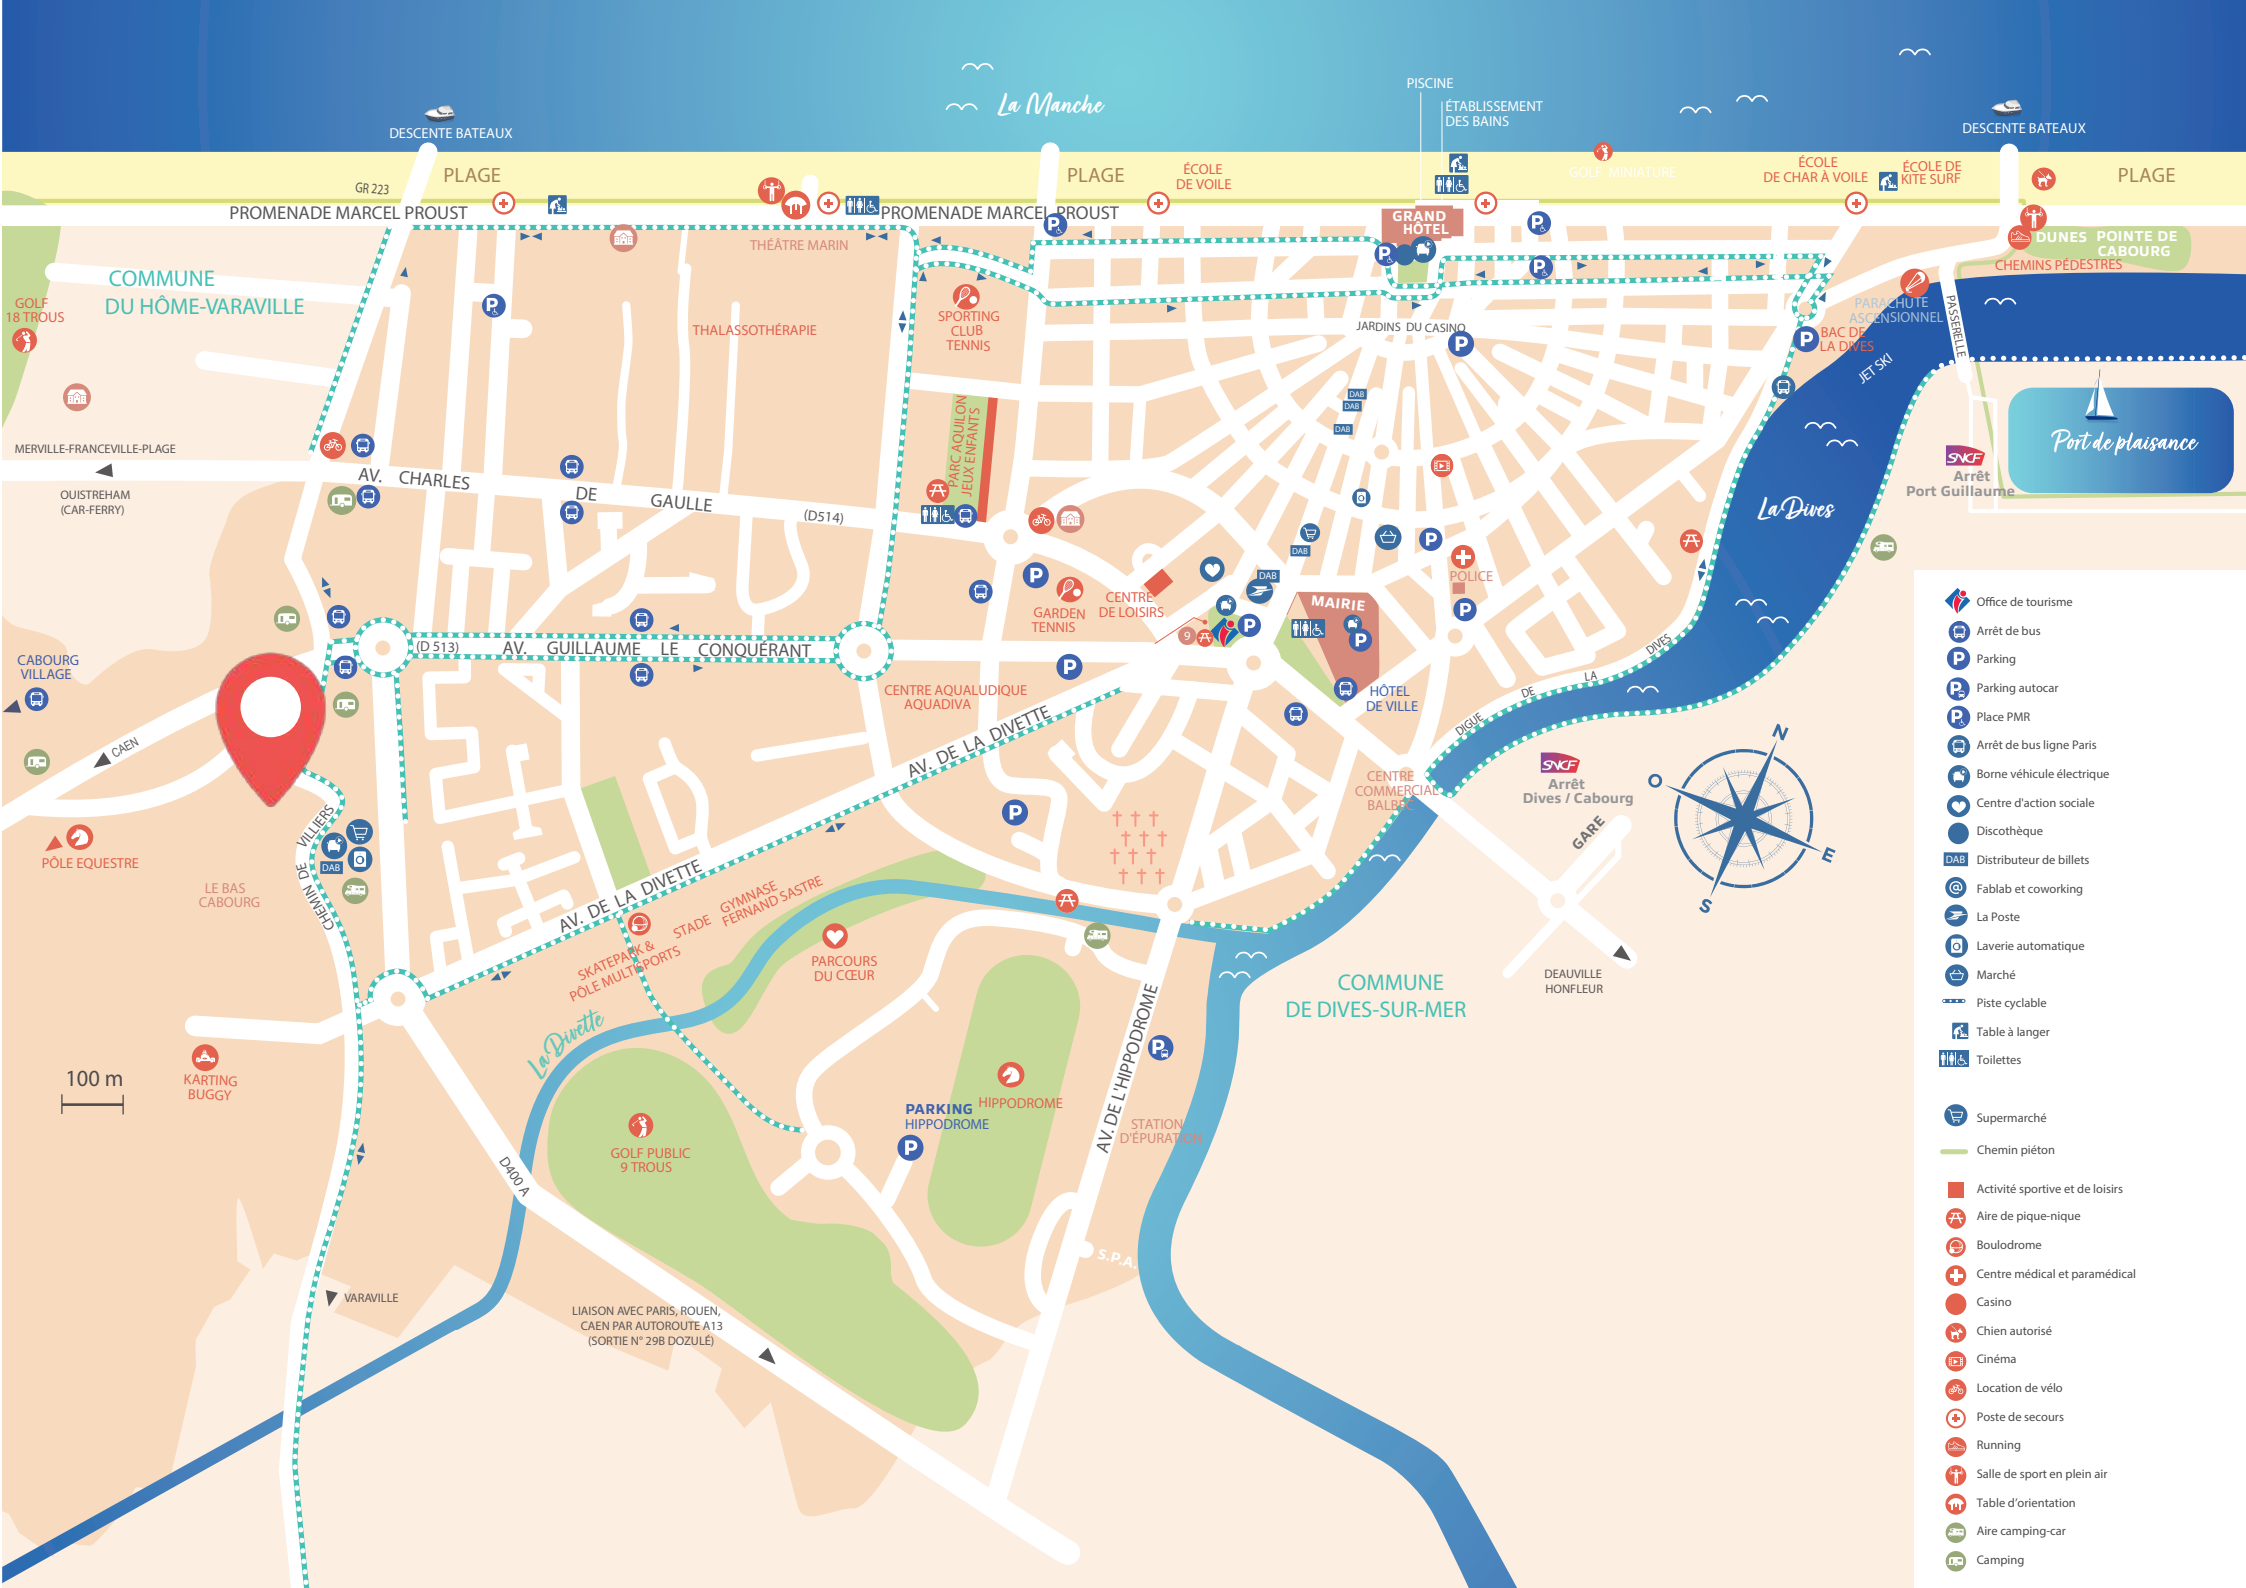 La Manche
PISCINE
ÉTABLISSEMENT
DES BAINS
DESCENTE BATEAUX
DESCENTE BATEAUX
PLAGE
PLAGE
PLAGE
GR 223
ÉCOLE
DE VOILE
GOLF MINIATURE
ÉCOLE
DE CHAR À VOILE
ÉCOLE DE
KITE SURF
PROMENADE MARCEL PROUST
PROMENADE MARCEL PROUST
GRAND
HÔTEL
THÉÂTRE MARIN
DUNES
POINTE DE
CABOURG
CHEMINS PÉDESTRES
COMMUNE
DU HÔME-VARAVILLE
GOLF
18 TROUS
THALASSOTHÉRAPIE
SPORTING
CLUB
TENNIS
JARDINS DU CASINO
PARACHUTE
ASCENSIONNEL
BAC DE
LA DIVES
PASSERELLE
JET SKI
P
P
P
P
P
P
P
DAB
DAB
DAB
PARC AQUILON
JEUX ENFANTS
Port de plaisance
MERVILLE-FRANCEVILLE-PLAGE
OUISTREHAM
(CAR-FERRY)
AV. CHARLES DE GAULLE
(D514)
SNCF
Arrêt
Port Guillaume
La Dives
DAB
DAB
P
P
P
P
P
P
POLICE
CENTRE
DE LOISIRS
GARDEN
TENNIS
MAIRIE
9
(D 513)
AV. GUILLAUME LE CONQUÉRANT
CABOURG
VILLAGE
CENTRE AQUALUDIQUE
AQUADIVA
HÔTEL
DE VILLE
DIGUE DE LA DIVES
CAEN
AV. DE LA DIVETTE
CENTRE
COMMERCIAL
BALBEC
SNCF
Arrêt
Dives / Cabourg
GARE
N
O
E
S
P
PÔLE EQUESTRE
CHEMIN DE VILLIERS
DAB
LE BAS
CABOURG
AV. DE LA DIVETTE
STADE
GYMNASE
FERNAND SASTRE
SKATEPARK &
PÔLE MULTISPORTS
PARCOURS
DU CŒUR
DEAUVILLE
HONFLEUR
COMMUNE
DE DIVES-SUR-MER
La Divette
100 m
KARTING
BUGGY
P
PARKING
HIPPODROME
P
HIPPODROME
AV. DE L'HIPPODROME
STATION
D'ÉPURATION
GOLF PUBLIC
9 TROUS
D400 A
S.P.A.
VARAVILLE
LIAISON AVEC PARIS, ROUEN,
CAEN PAR AUTOROUTE A13
(SORTIE N° 29B DOZULÉ)
Office de tourisme
Arrêt de bus
P Parking
P Parking autocar
P Place PMR
Arrêt de bus ligne Paris
Borne véhicule électrique
Centre d'action sociale
Discothèque
DAB Distributeur de billets
@ Fablab et coworking
La Poste
Laverie automatique
Marché
Piste cyclable
Table à langer
Toilettes
Supermarché
Chemin piéton
Activité sportive et de loisirs
Aire de pique-nique
Boulodrome
Centre médical et paramédical
Casino
Chien autorisé
Cinéma
Location de vélo
Poste de secours
Running
Salle de sport en plein air
Table d'orientation
Aire camping-car
Camping